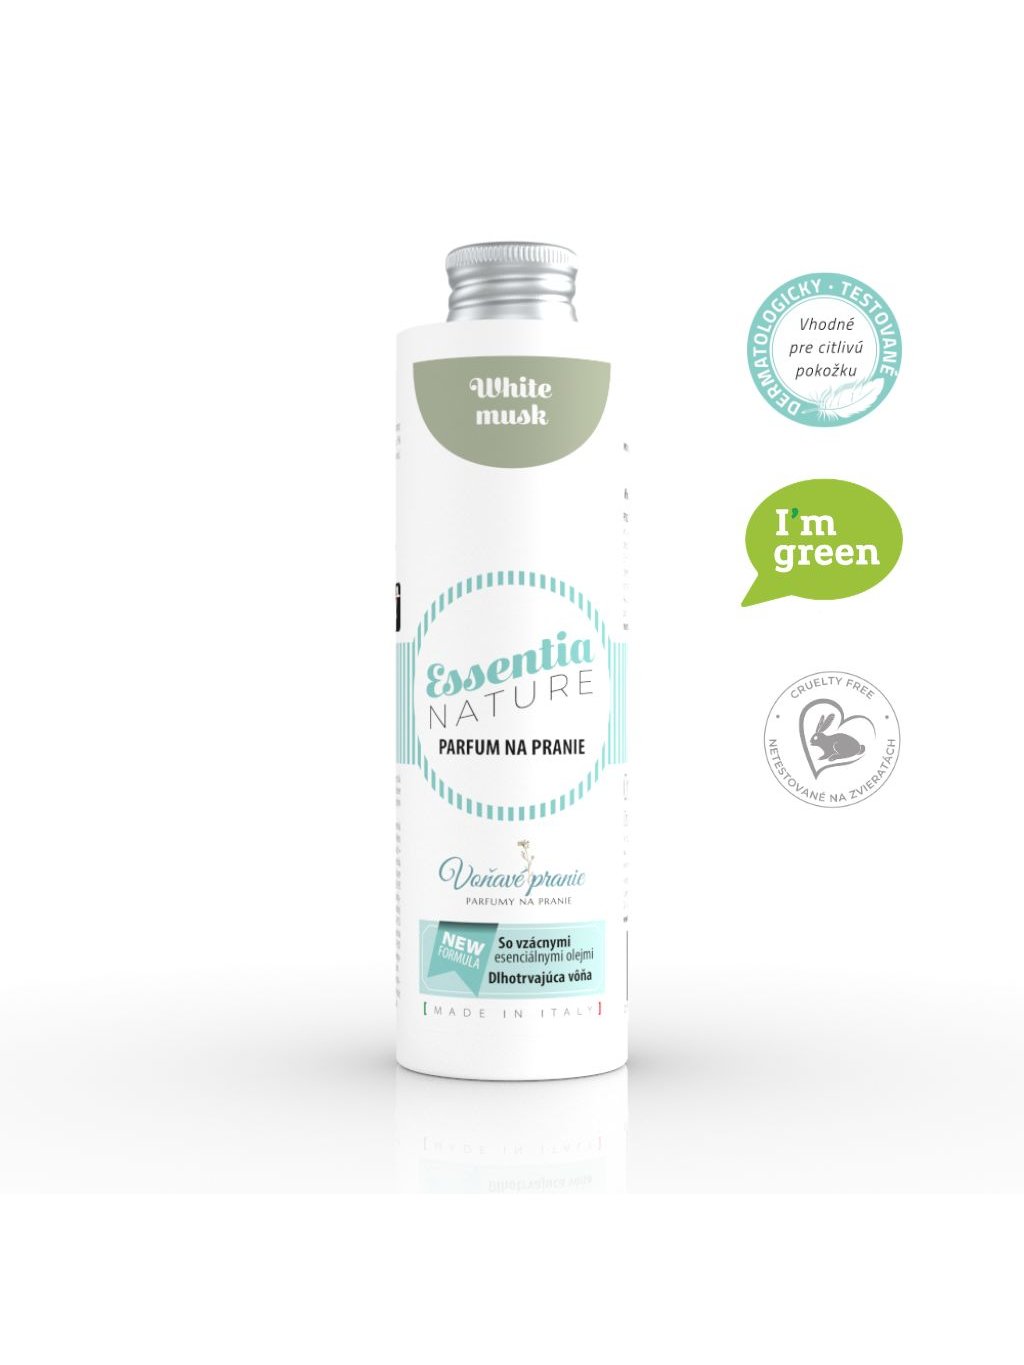 White
musk
Essentia
NATURE
PARFUM NA PRANIE
Voňavé pranie
PARFUMY NA PRANIE
NEW
FORMULA
So vzácnymi
esenciálnymi olejmi
Dlhotrvajúca vôňa
[MADE IN ITALY]
DERMATOLOGICKY · TESTOVANÉ
Vhodné
pre citlivú
pokožku
I'm
green
CRUELTY FREE
NETESTOVANÉ NA ZVIERATÁCH